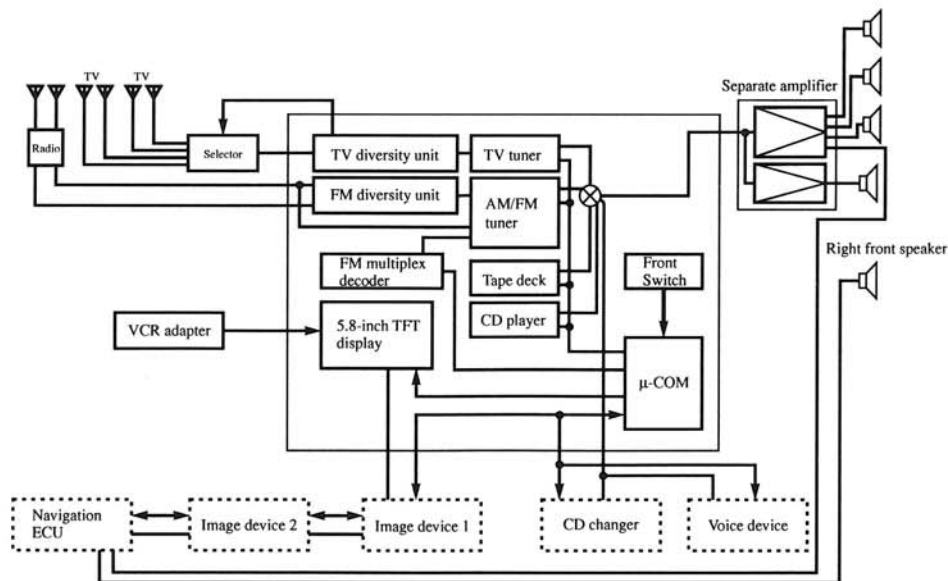 TV
TV
Separate amplifier
Radio
Selector
TV diversity unit
TV tuner
FM diversity unit
AM/FM
tuner
Right front speaker
FM multiplex
decoder
Tape deck
Front
Switch
CD player
VCR adapter
5.8-inch TFT
display
μ-COM
Navigation
ECU
Image device 2
Image device 1
CD changer
Voice device